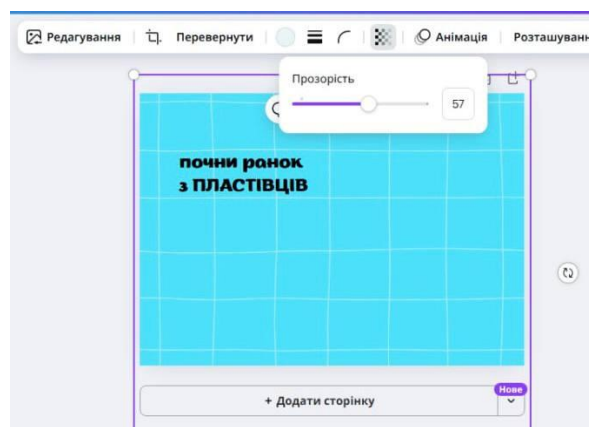 Редагування Перевернути Анімація Розташуванн
Прозорість
57
почни ранок
з ПЛАСТІВЦІВ
Нове
+ Додати сторінку